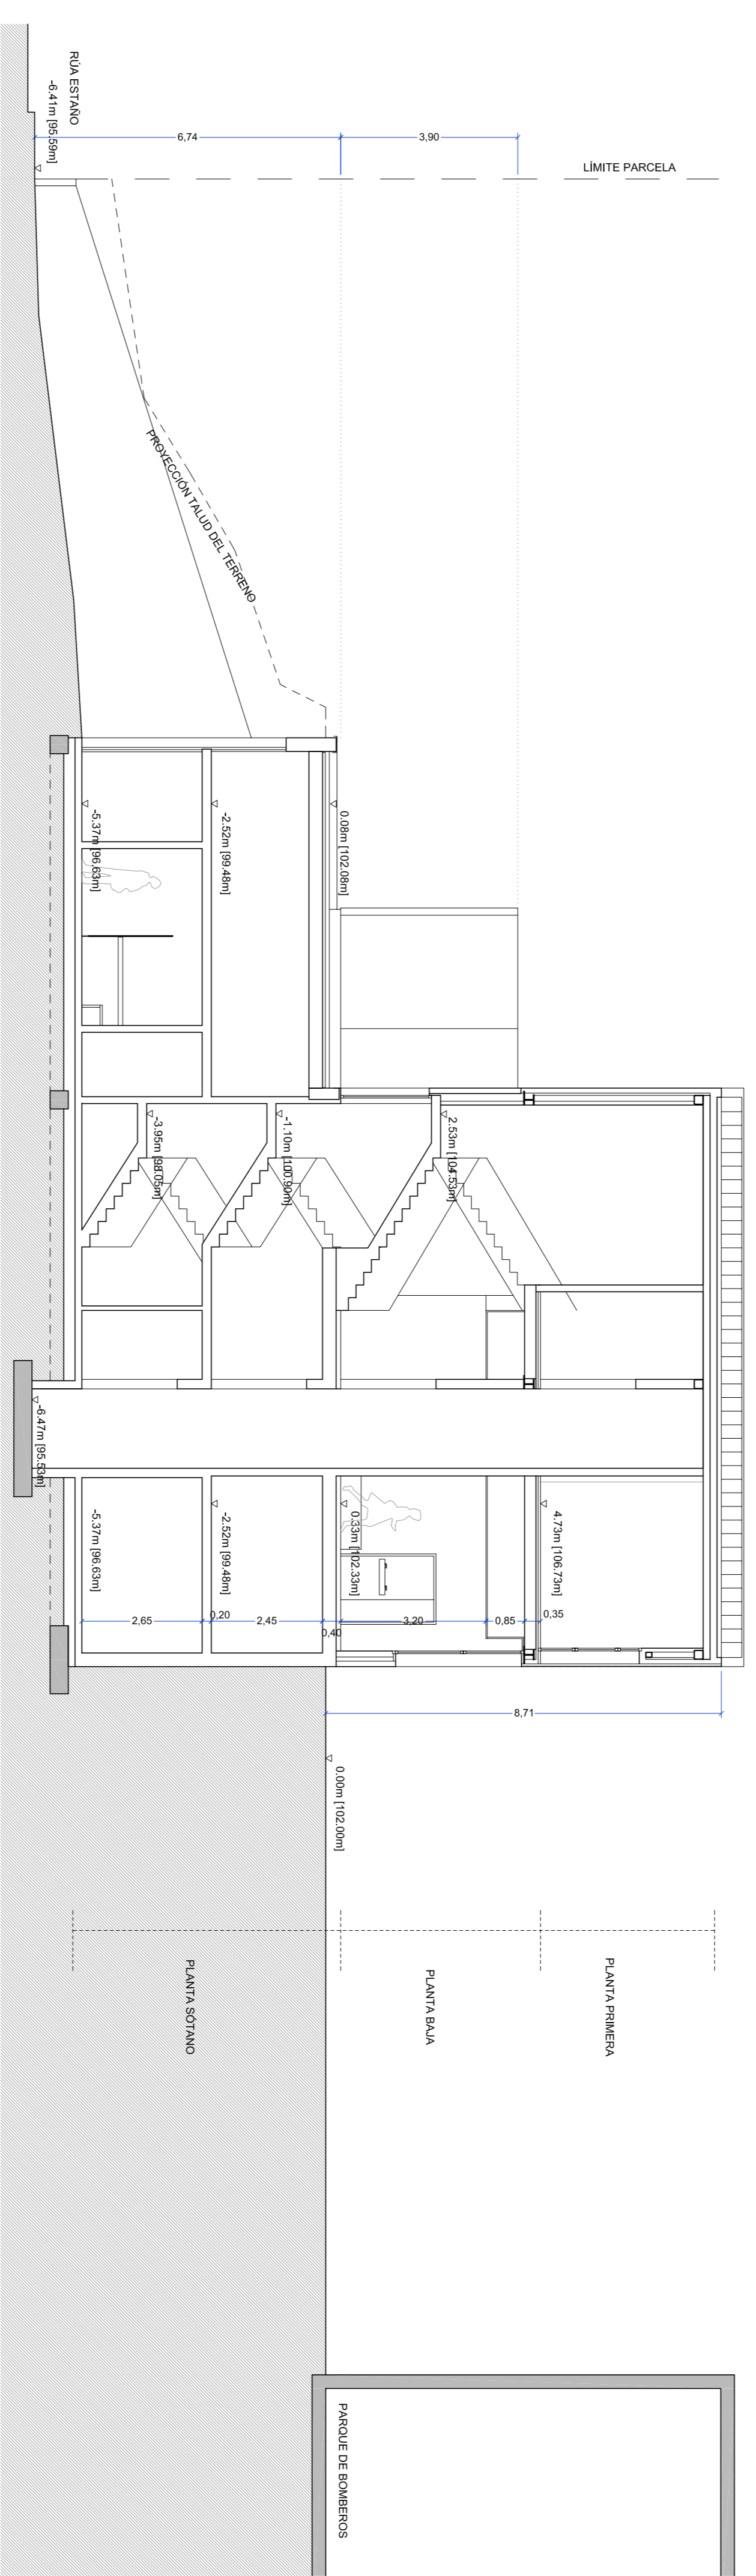 RÚA ESTAÑO
-6.41m [95.59m]
6,74
3,90
LÍMITE PARCELA
PROYECCIÓN TALUD DEL TERRENO
-5.37m [96.63m]
-2.52m [99.48m]
0.08m [102.08m]
-3.95m [98.05m]
-1.10m [100.90m]
2.53m [104.53m]
-6.47m [95.53m]
-5.37m [96.63m]
-2.52m [99.48m]
0.33m [102.33m]
4.73m [106.73m]
2,65
0,20
2,45
0,40
3,20
0,85
0,35
8,71
0.00m [102.00m]
PLANTA SÓTANO
PLANTA BAJA
PLANTA PRIMERA
PARQUE DE BOMBEROS